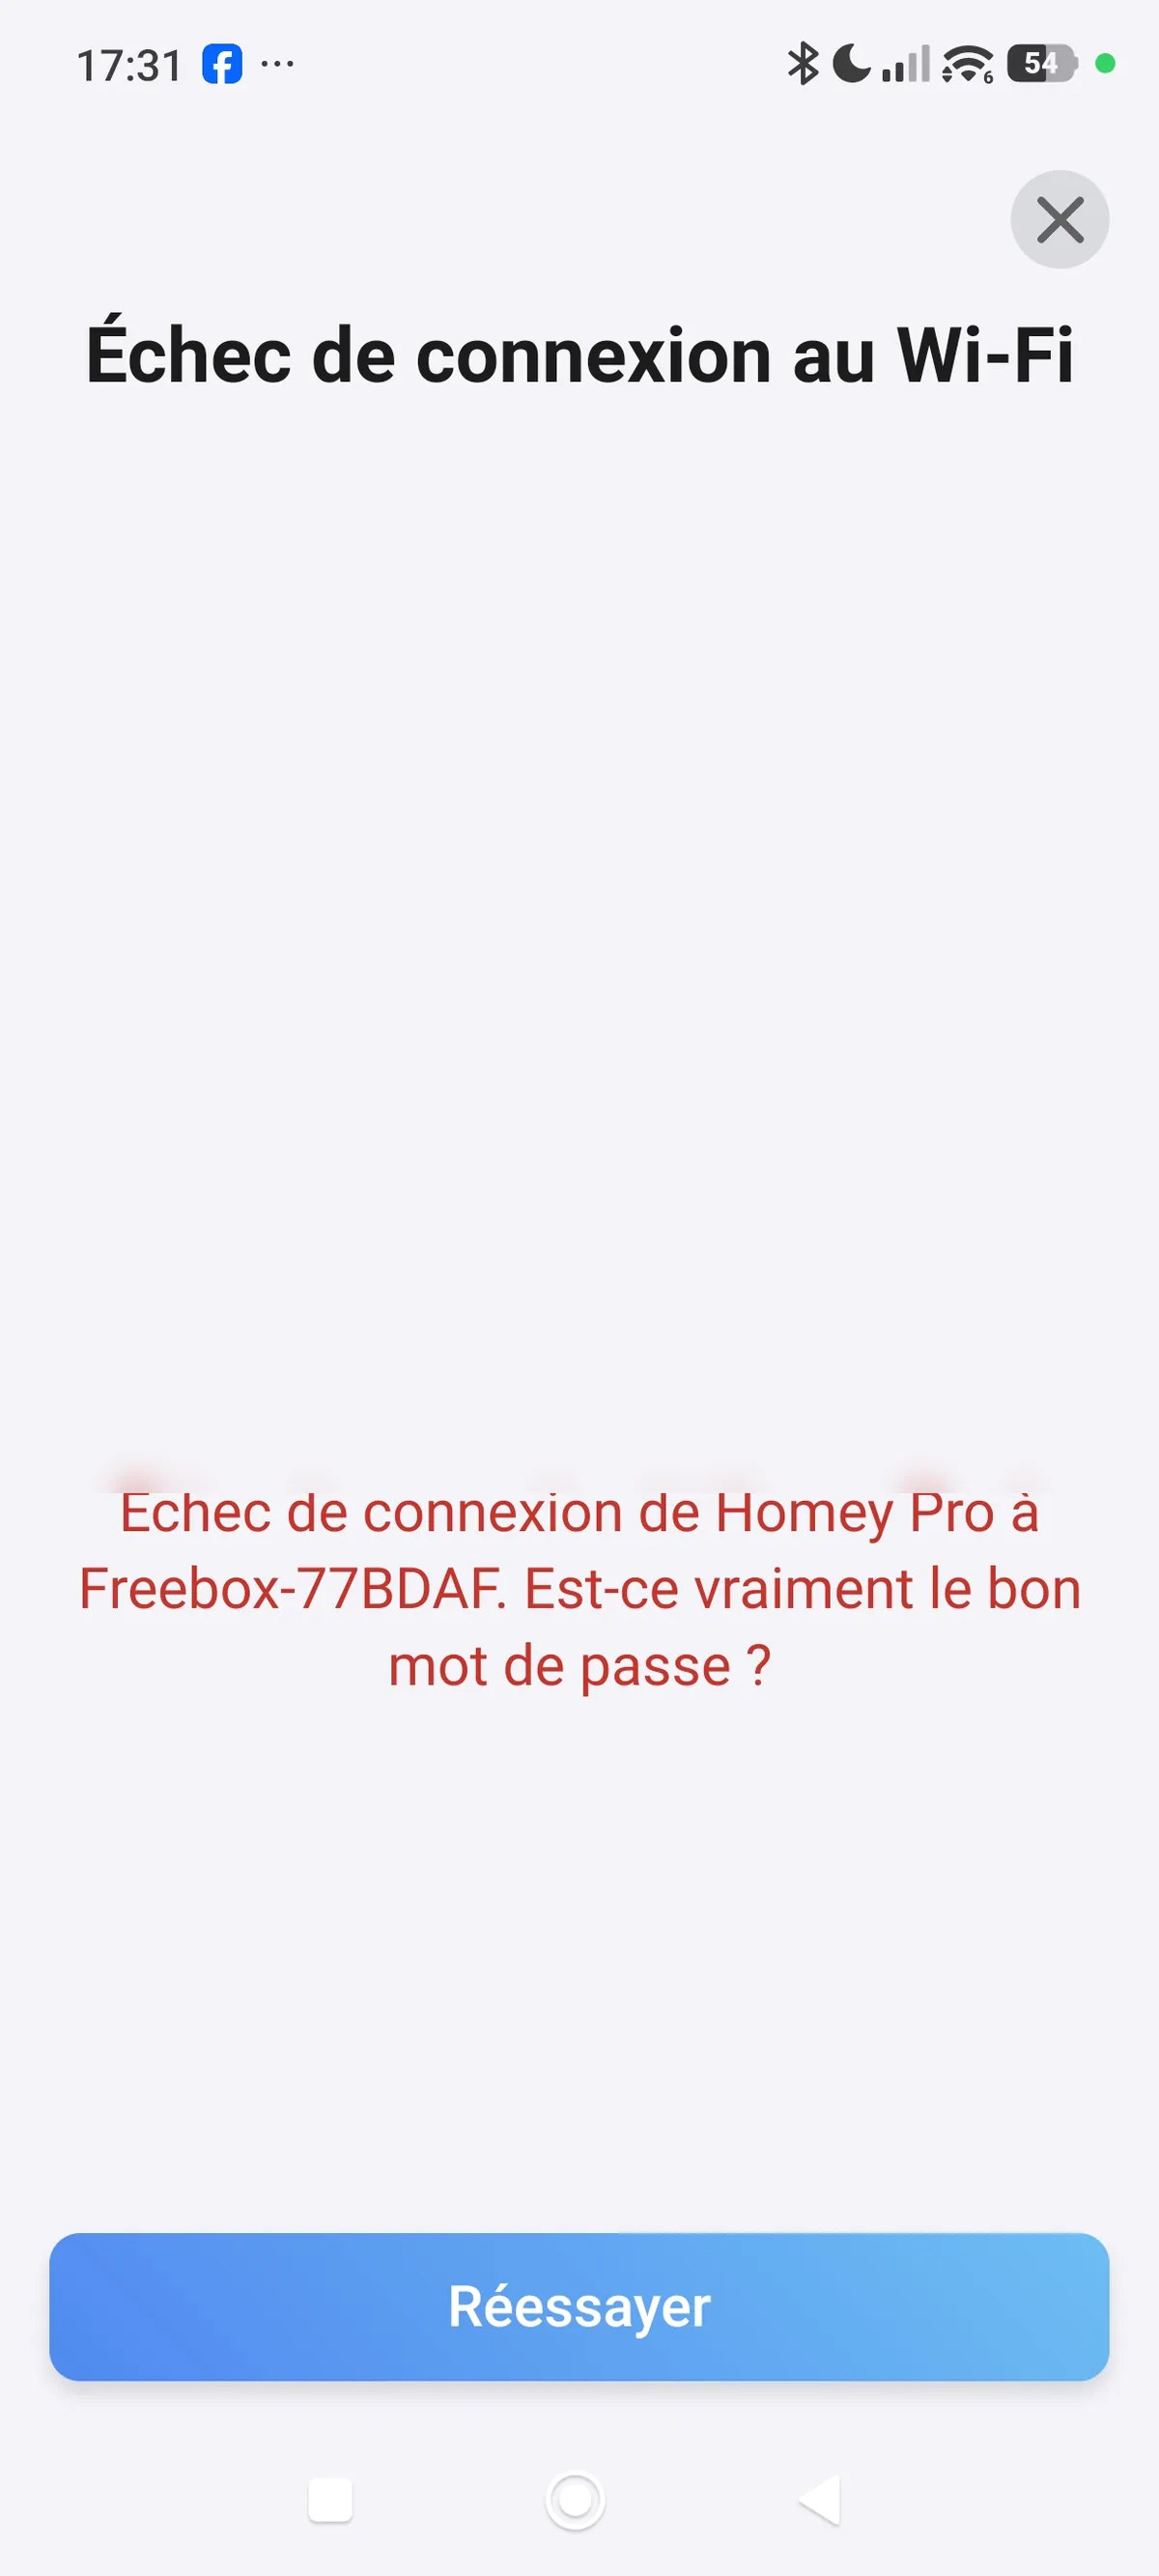 17:31
6
54
Échec de connexion au Wi-Fi
Echec de connexion de Homey Pro à
Freebox-77BDAF. Est-ce vraiment le bon
mot de passe ?
Réessayer